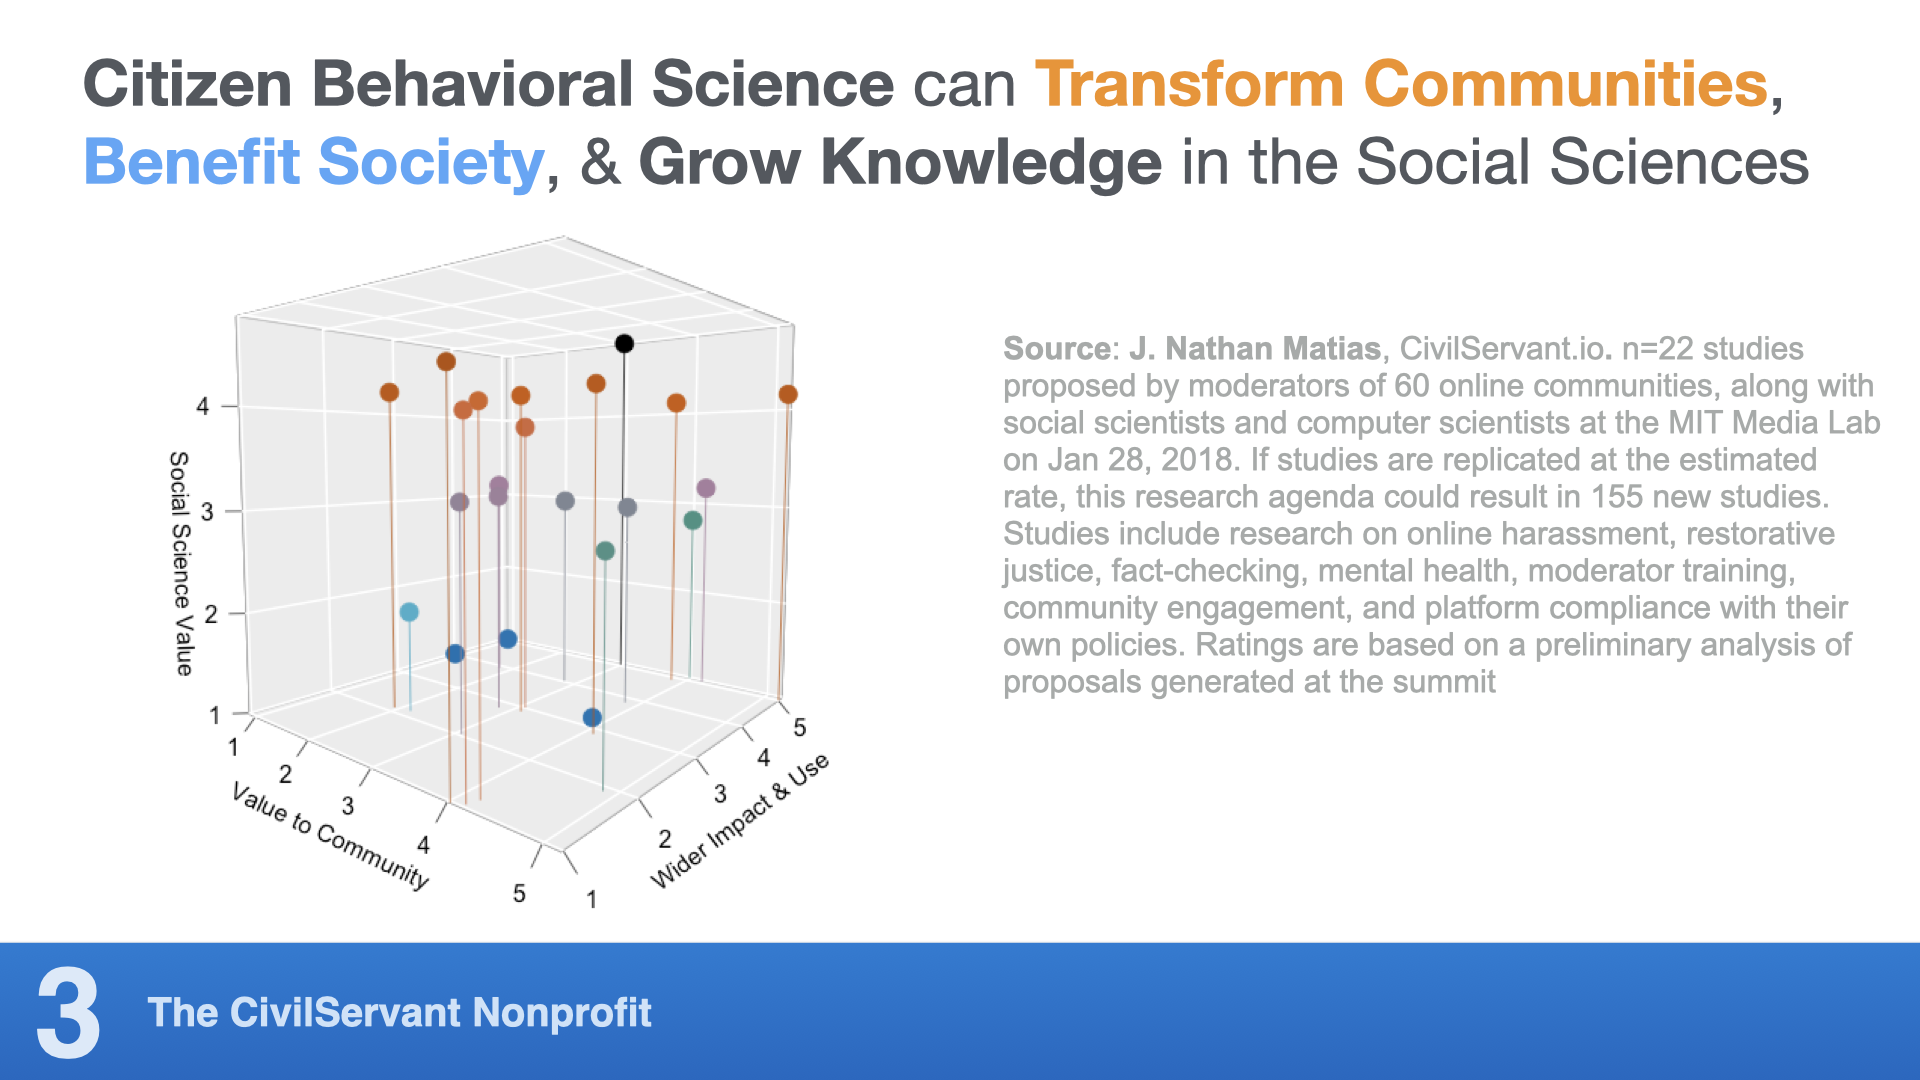 Citizen Behavioral Science can Transform Communities,
Benefit Society, & Grow Knowledge in the Social Sciences
4
3
2
1
Social Science Value
1
2
3
4
5
Value to Community
1
2
3
4
5
Wider Impact & Use
Source: J. Nathan Matias, CivilServant.io. n=22 studies
proposed by moderators of 60 online communities, along with
social scientists and computer scientists at the MIT Media Lab
on Jan 28, 2018. If studies are replicated at the estimated
rate, this research agenda could result in 155 new studies.
Studies include research on online harassment, restorative
justice, fact-checking, mental health, moderator training,
community engagement, and platform compliance with their
own policies. Ratings are based on a preliminary analysis of
proposals generated at the summit
3
The CivilServant Nonprofit